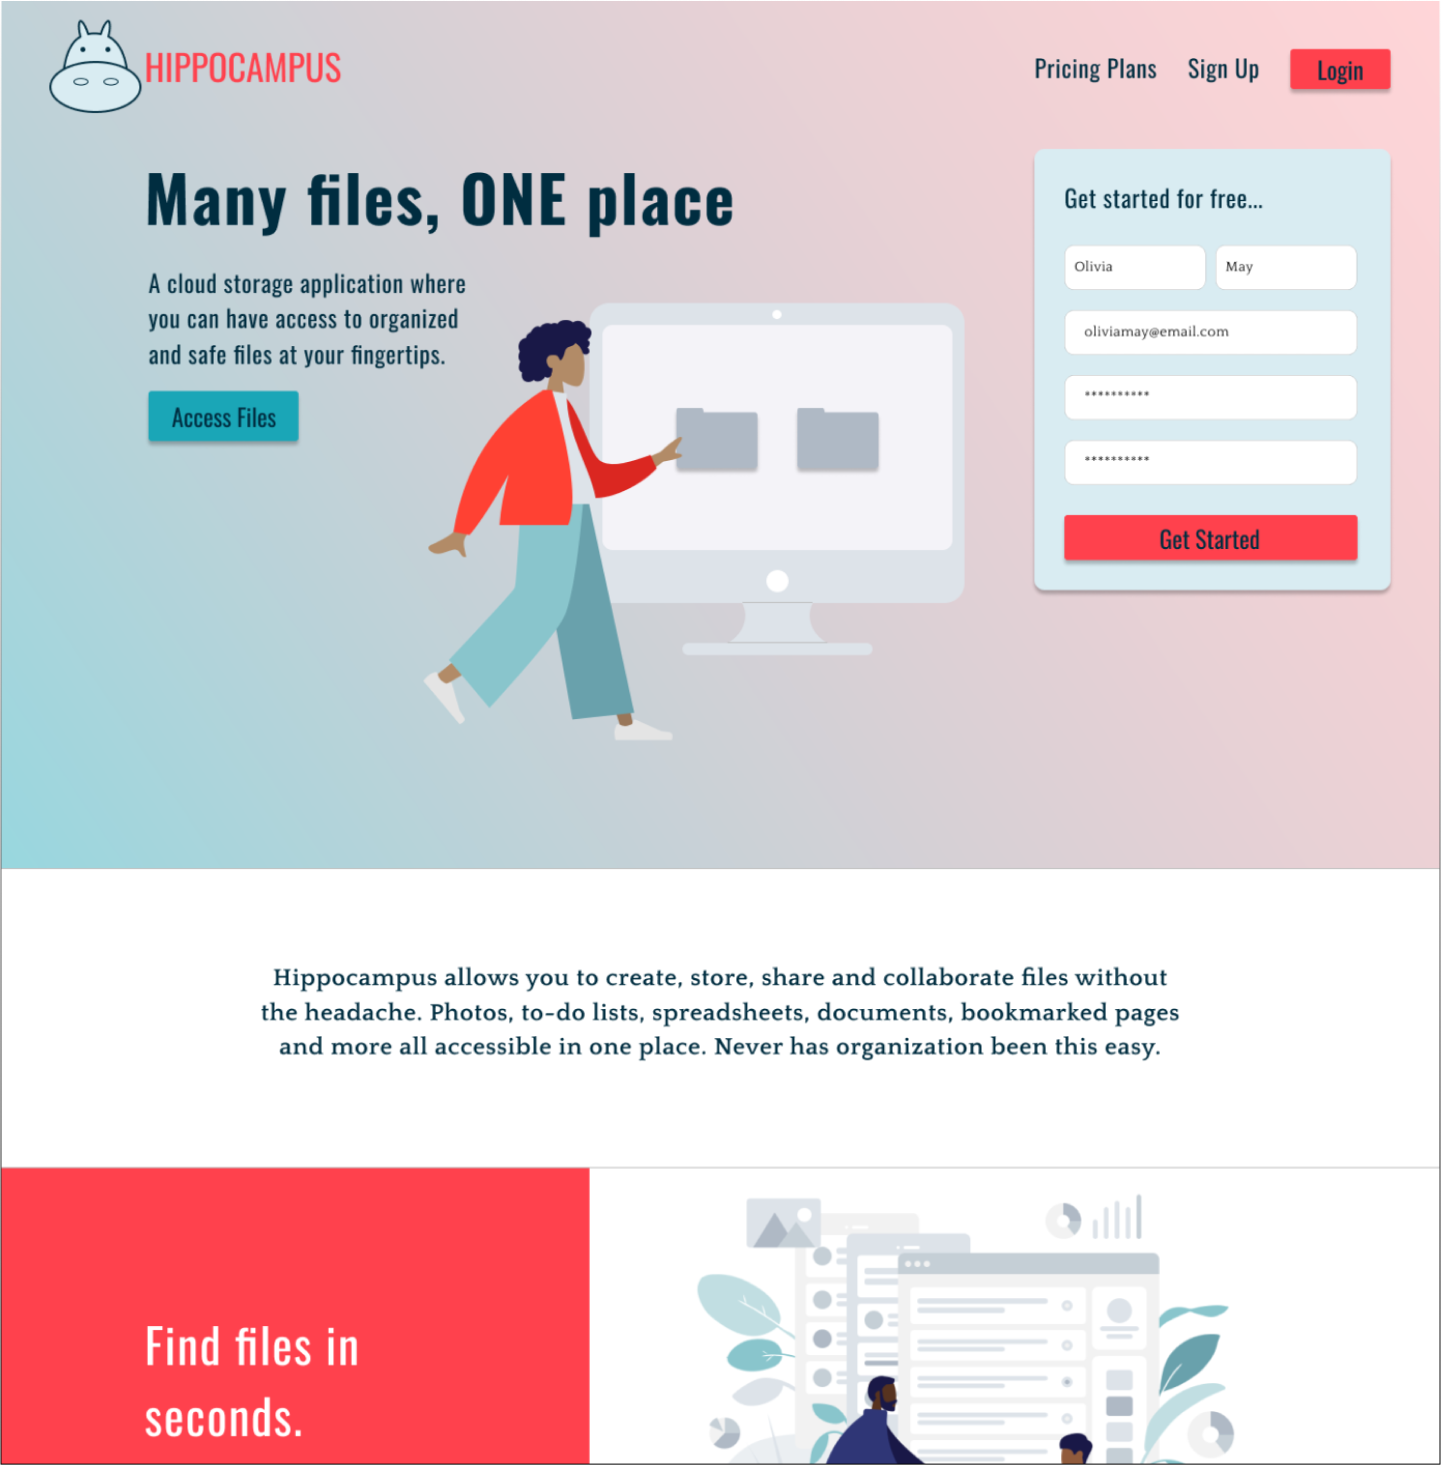 HIPPOCAMPUS
Pricing Plans
Sign Up
Login
Many files, ONE place
A cloud storage application where
you can have access to organized
and safe files at your fingertips.
Access Files
Get started for free...
Olivia
May
oliviamay@email.com
**********
**********
Get Started
Hippocampus allows you to create, store, share and collaborate files without
the headache. Photos, to-do lists, spreadsheets, documents, bookmarked pages
and more all accessible in one place. Never has organization been this easy.
Find files in
seconds.